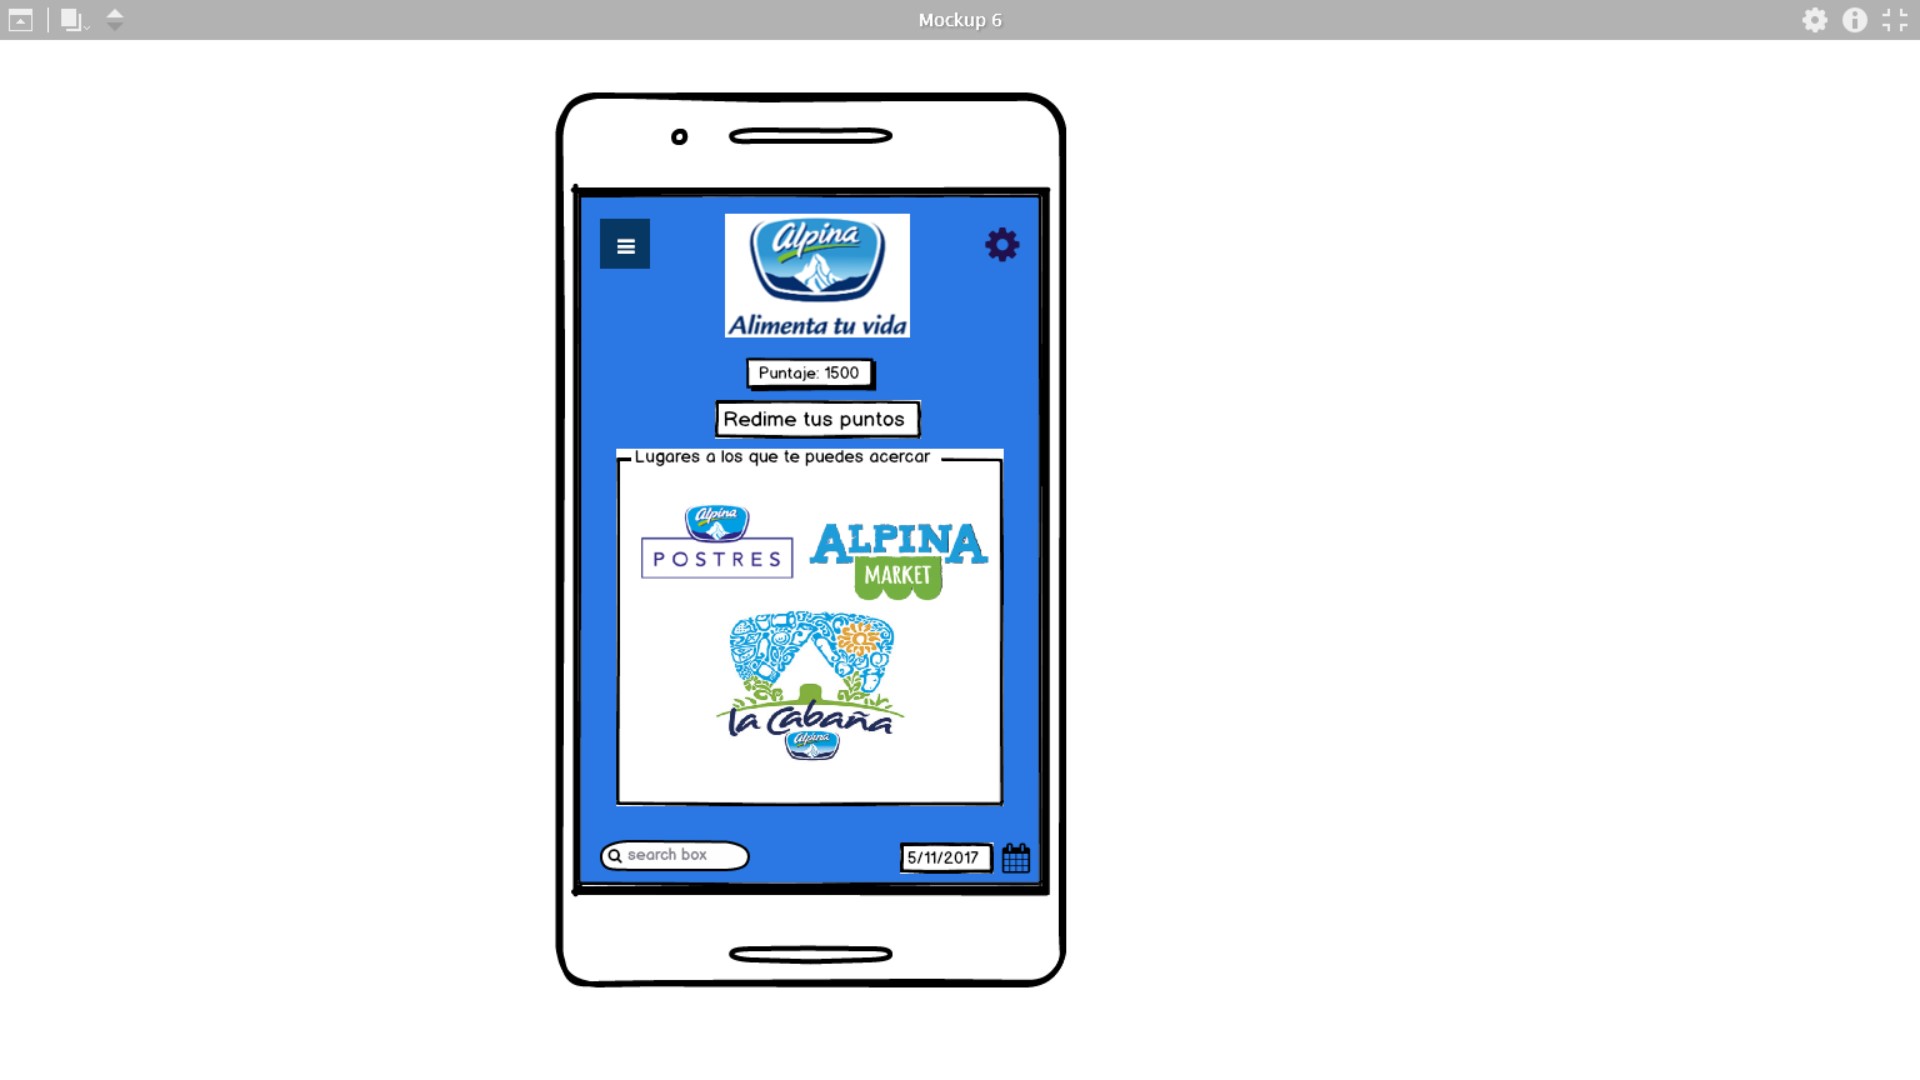 Mockup 6
Alpina
Alimenta tu vida
Puntaje: 1500
Redime tus puntos
Lugares a los que te puedes acercar
Alpina
POSTRES
ALPINA
MARKET
la Cabaña
Alpina
search box
5/11/2017